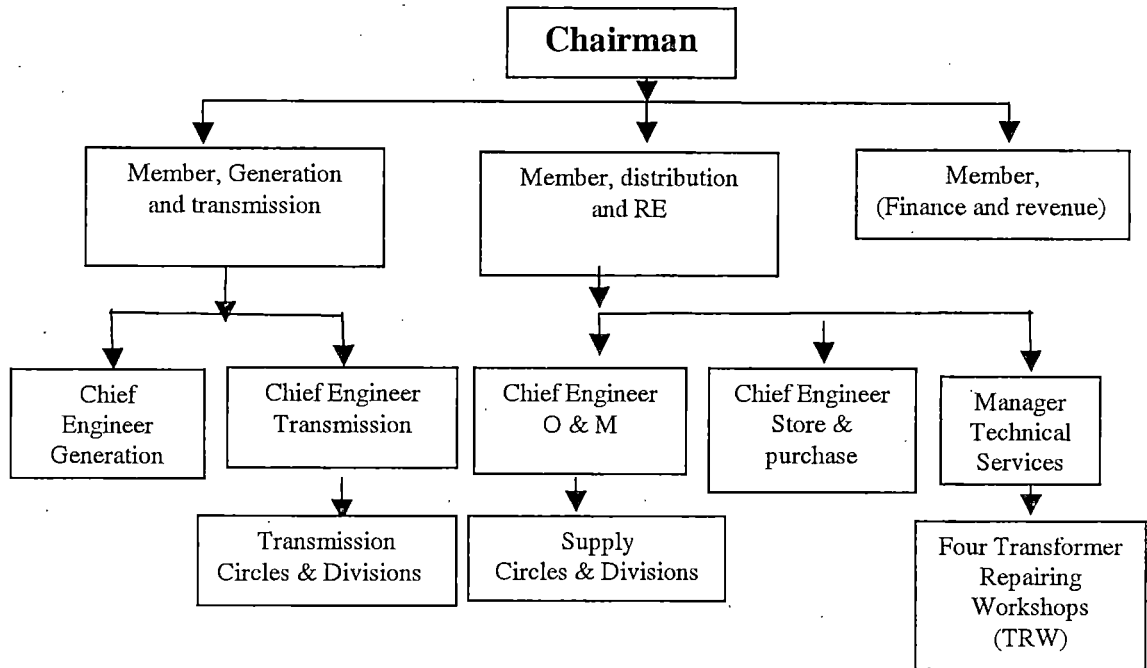 Chairman
Member, Generation
and transmission
Member, distribution
and RE
Member,
(Finance and revenue)
Chief
Engineer
Generation
Chief Engineer
Transmission
Chief Engineer
O & M
Chief Engineer
Store &
purchase
Manager
Technical
Services
Transmission
Circles & Divisions
Supply
Circles & Divisions
Four Transformer
Repairing
Workshops
(TRW)